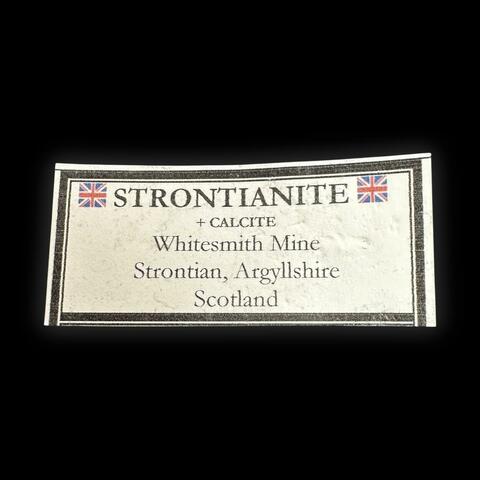 STRONTIANITE
+ CALCITE
Whitesmith Mine
Strontian, Argyllshire
Scotland